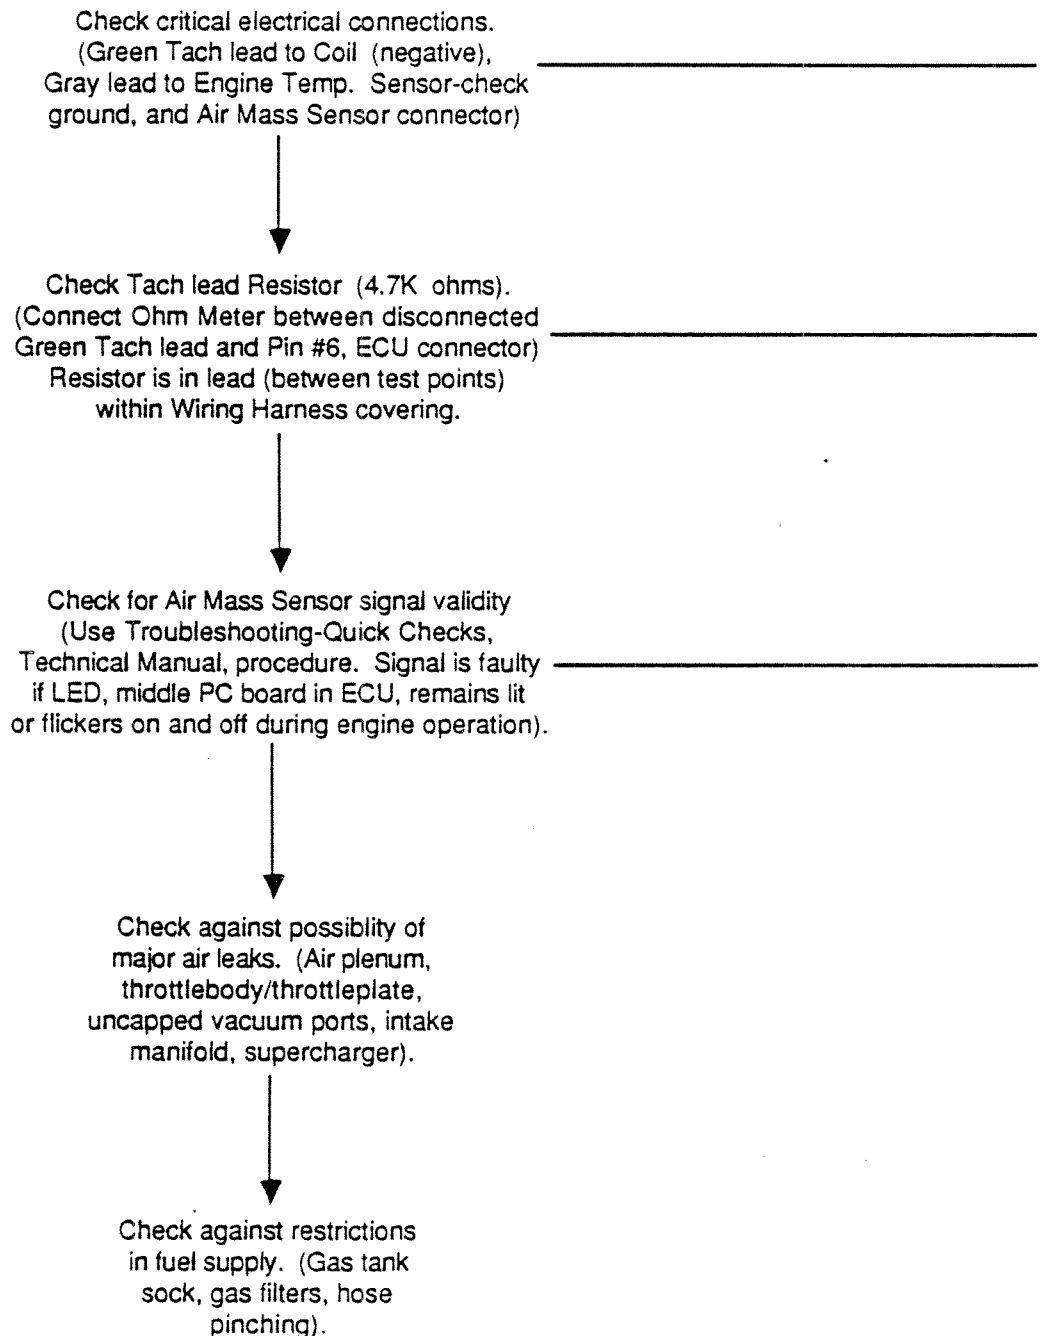 Check critical electrical connections.
(Green Tach lead to Coil (negative),
Gray lead to Engine Temp. Sensor-check
ground, and Air Mass Sensor connector)
Check Tach lead Resistor (4.7K ohms).
(Connect Ohm Meter between disconnected
Green Tach lead and Pin #6, ECU connector)
Resistor is in lead (between test points)
within Wiring Harness covering.
Check for Air Mass Sensor signal validity
(Use Troubleshooting-Quick Checks,
Technical Manual, procedure. Signal is faulty
if LED, middle PC board in ECU, remains lit
or flickers on and off during engine operation).
Check against possiblity of
major air leaks. (Air plenum,
throttlebody/throttleplate,
uncapped vacuum ports, intake
manifold, supercharger).
Check against restrictions
in fuel supply. (Gas tank
sock, gas filters, hose
pinching).